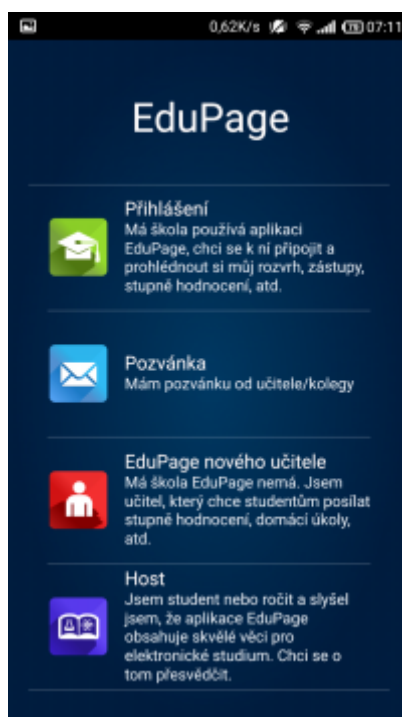 0,62K/s 78 07:11
EduPage
Přihlášení
Má škola používá aplikaci
EduPage, chci se k ní připojit a
prohlédnout si můj rozvrh, zástupy,
stupně hodnocení, atd.
Pozvánka
Mám pozvánku od učitele/kolegy
EduPage nového učitele
Má škola EduPage nemá. Jsem
učitel, který chce studentům posílat
stupně hodnocení, domácí úkoly,
atd.
Host
Jsem student nebo ročit a slyšel
jsem, že aplikace EduPage
obsahuje skvělé věci pro
elektronické studium. Chci se o
tom přesvědčit.